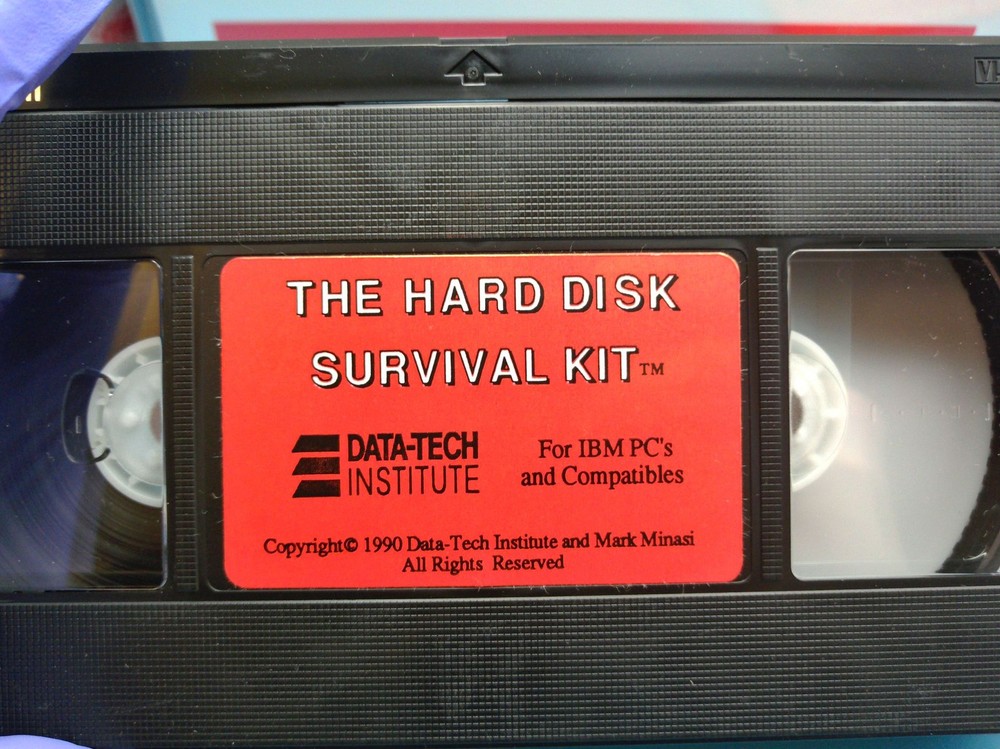 THE HARD DISK
SURVIVAL KIT™
DATA-TECH
INSTITUTE
For IBM PC's
and Compatibles
Copyright© 1990 Data-Tech Institute and Mark Minasi
All Rights Reserved